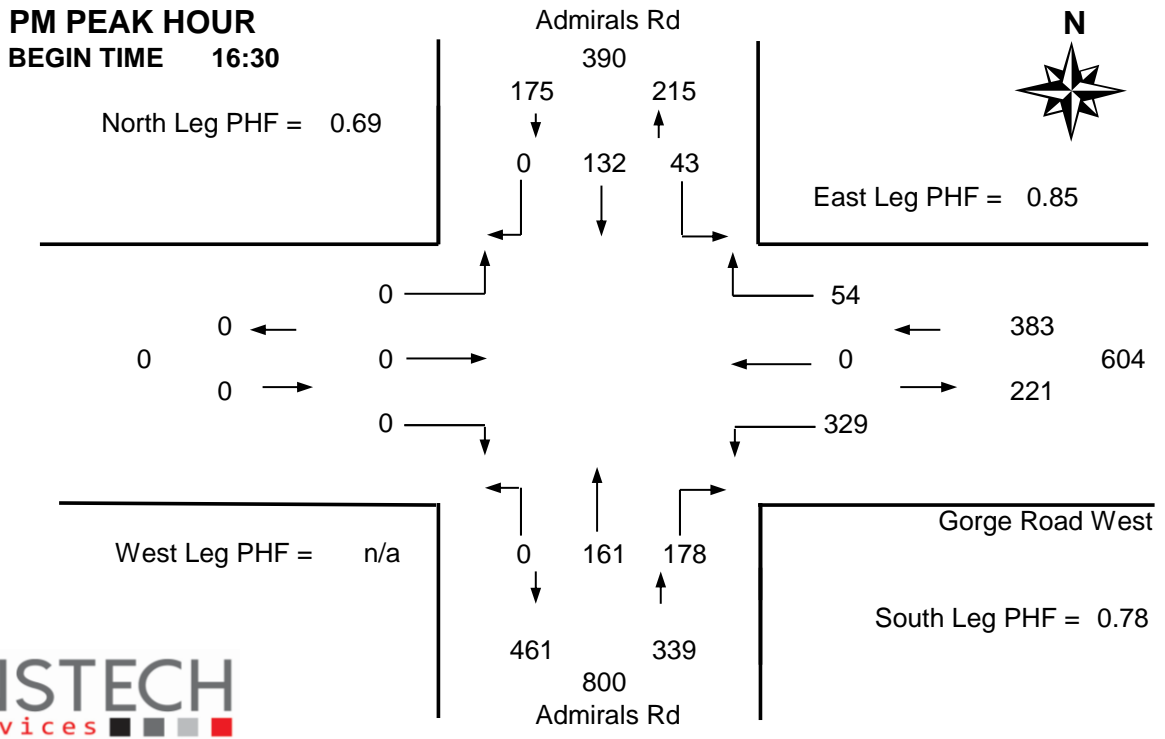 PM PEAK HOUR
BEGIN TIME 16:30
Admirals Rd
390
N
175 215
North Leg PHF = 0.69
0 132 43
East Leg PHF = 0.85
0 54
0 383
0 0 0 604
0 221
0 329
Gorge Road West
West Leg PHF = n/a
0 161 178
South Leg PHF = 0.78
461 339
800
Admirals Rd
ISTECH
vices